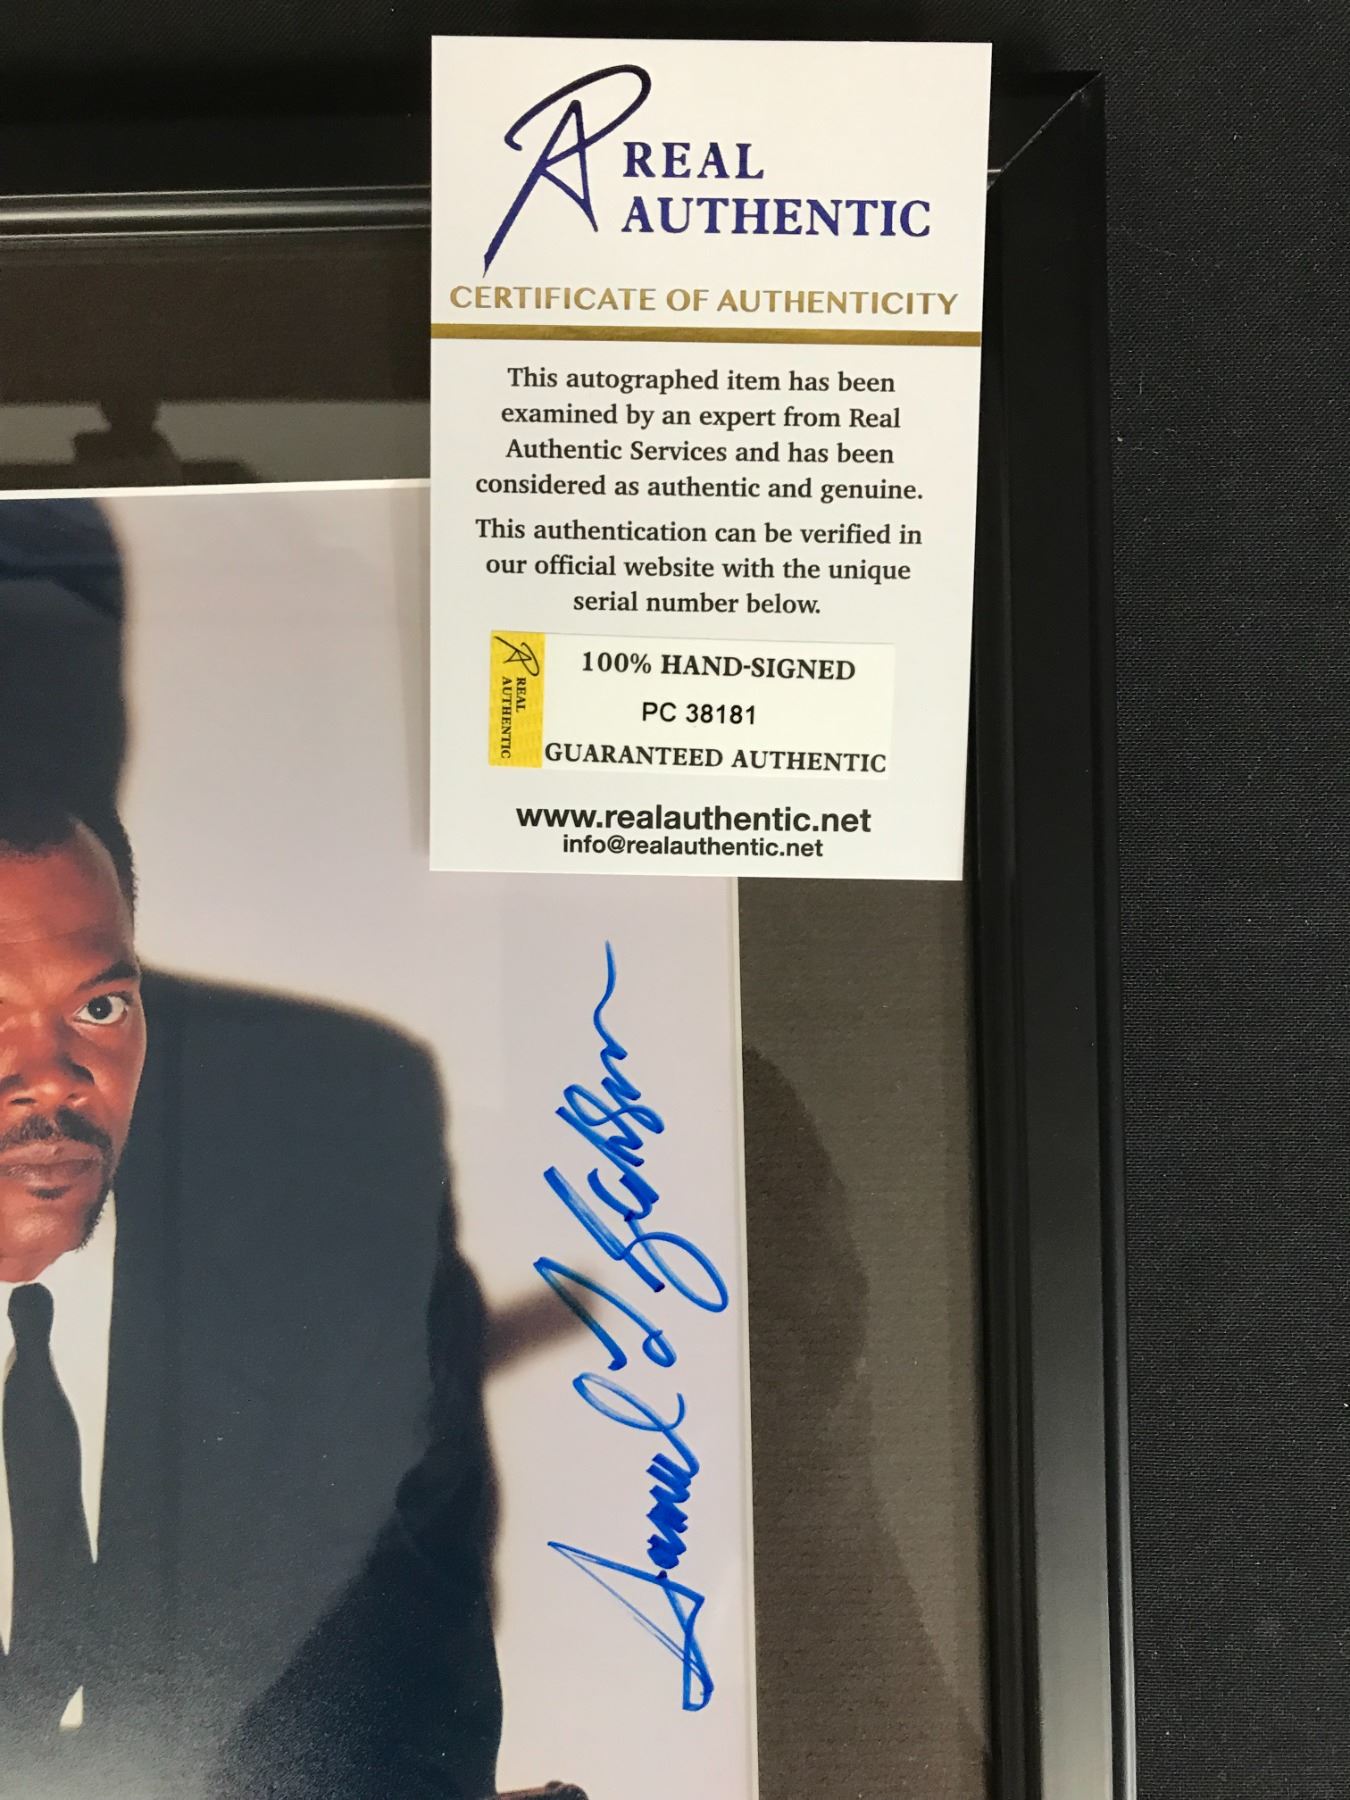 REAL
AUTHENTIC
CERTIFICATE OF AUTHENTICITY
This autographed item has been
examined by an expert from Real
Authentic Services and has been
considered as authentic and genuine.
This authentication can be verified in
our official website with the unique
serial number below.
REAL
AUTHENTIC
100% HAND-SIGNED
PC 38181
GUARANTEED AUTHENTIC
www.realauthentic.net
info@realauthentic.net
Samuel L Jackson